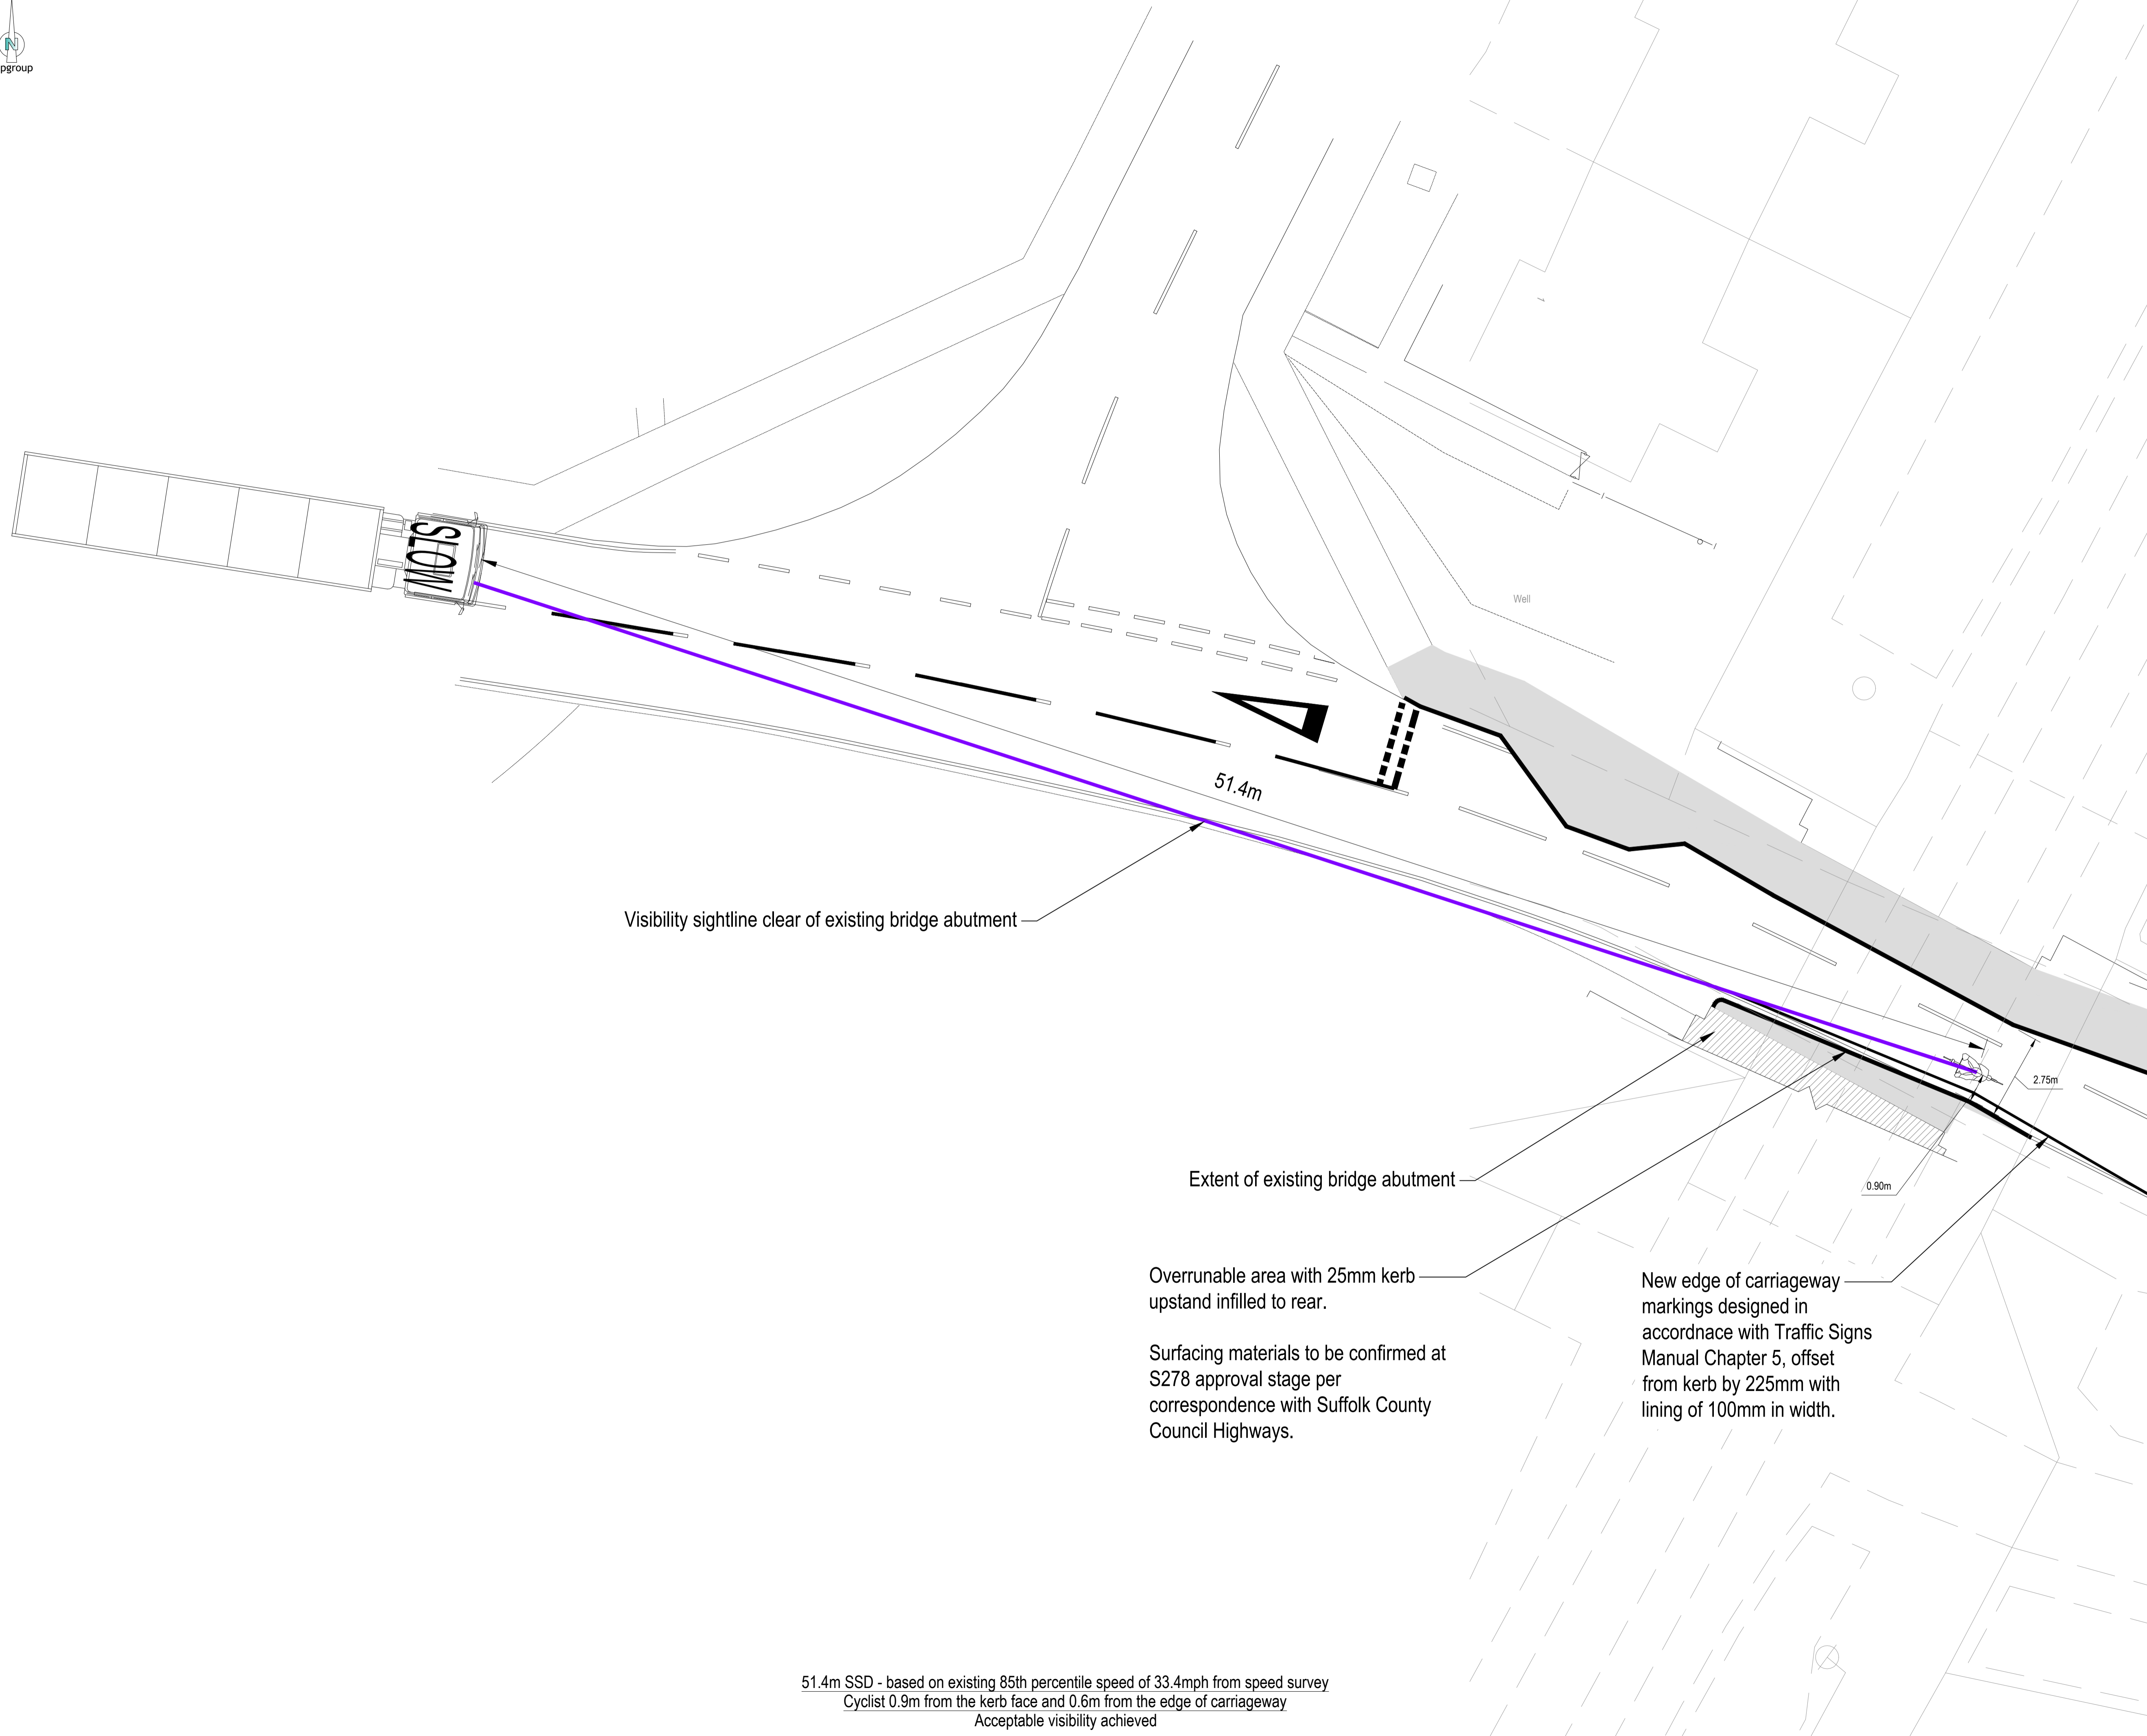 N
pgroup
1
SLOW
Well
51.4m
Visibility sightline clear of existing bridge abutment
2.75m
Extent of existing bridge abutment
0.90m
Overrunable area with 25mm kerb
upstand infilled to rear.
Surfacing materials to be confirmed at
S278 approval stage per
correspondence with Suffolk County
Council Highways.
New edge of carriageway
markings designed in
accordnace with Traffic Signs
Manual Chapter 5, offset
from kerb by 225mm with
lining of 100mm in width.
51.4m SSD - based on existing 85th percentile speed of 33.4mph from speed survey
Cyclist 0.9m from the kerb face and 0.6m from the edge of carriageway
Acceptable visibility achieved